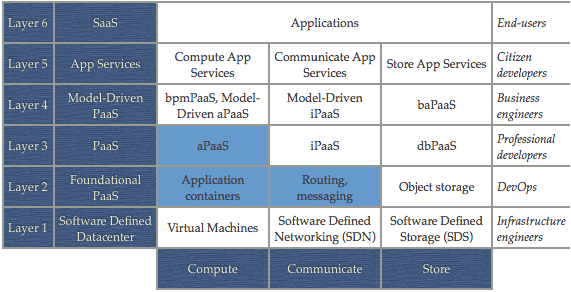 Layer 6 SaaS Applications End-users
Layer 5 App Services Compute App Services Communicate App Services Store App Services Citizen developers
Layer 4 Model-Driven PaaS bpmPaaS, Model-Driven aPaaS Model-Driven iPaaS baPaaS Business engineers
Layer 3 PaaS aPaaS iPaaS dbPaaS Professional developers
Layer 2 Foundational PaaS Application containers Routing, messaging Object storage DevOps
Layer 1 Software Defined Datacenter Virtual Machines Software Defined Networking (SDN) Software Defined Storage (SDS) Infrastructure engineers
Compute Communicate Store